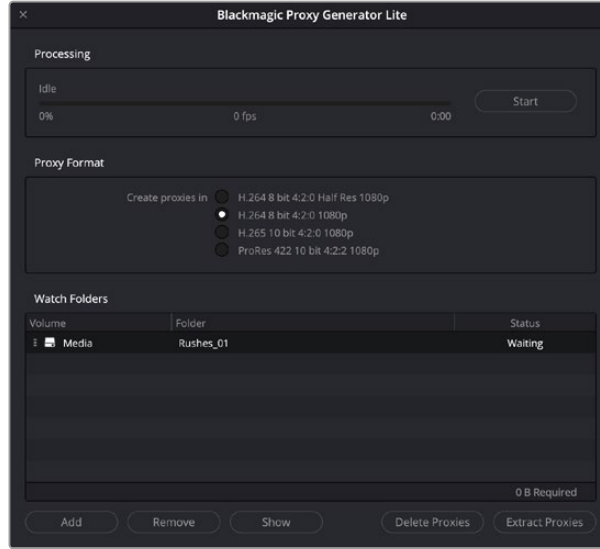 Blackmagic Proxy Generator Lite
Processing
Idle
0% 0 fps 0:00
Start
Proxy Format
Create proxies in H.264 8 bit 4:2:0 Half Res 1080p
H.264 8 bit 4:2:0 1080p
H.265 10 bit 4:2:0 1080p
ProRes 422 10 bit 4:2:2 1080p
Watch Folders
Volume Folder Status
Media Rushes_01 Waiting
0 B Required
Add Remove Show Delete Proxies Extract Proxies